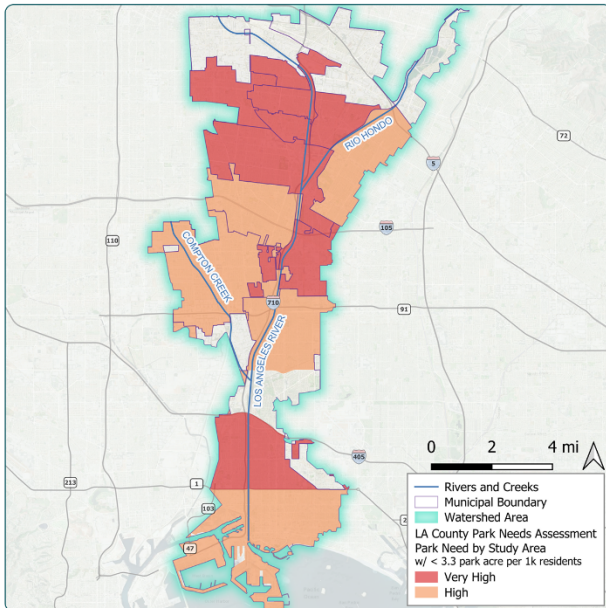 72
RIO HONDO
5
110
105
COMPTON CREEK
710
91
LOS ANGELES RIVER
405
213
1
103
47
0 2 4 mi
Rivers and Creeks
Municipal Boundary
Watershed Area
LA County Park Needs Assessment
Park Need by Study Area
w/ < 3.3 park acre per 1k residents
Very High
High